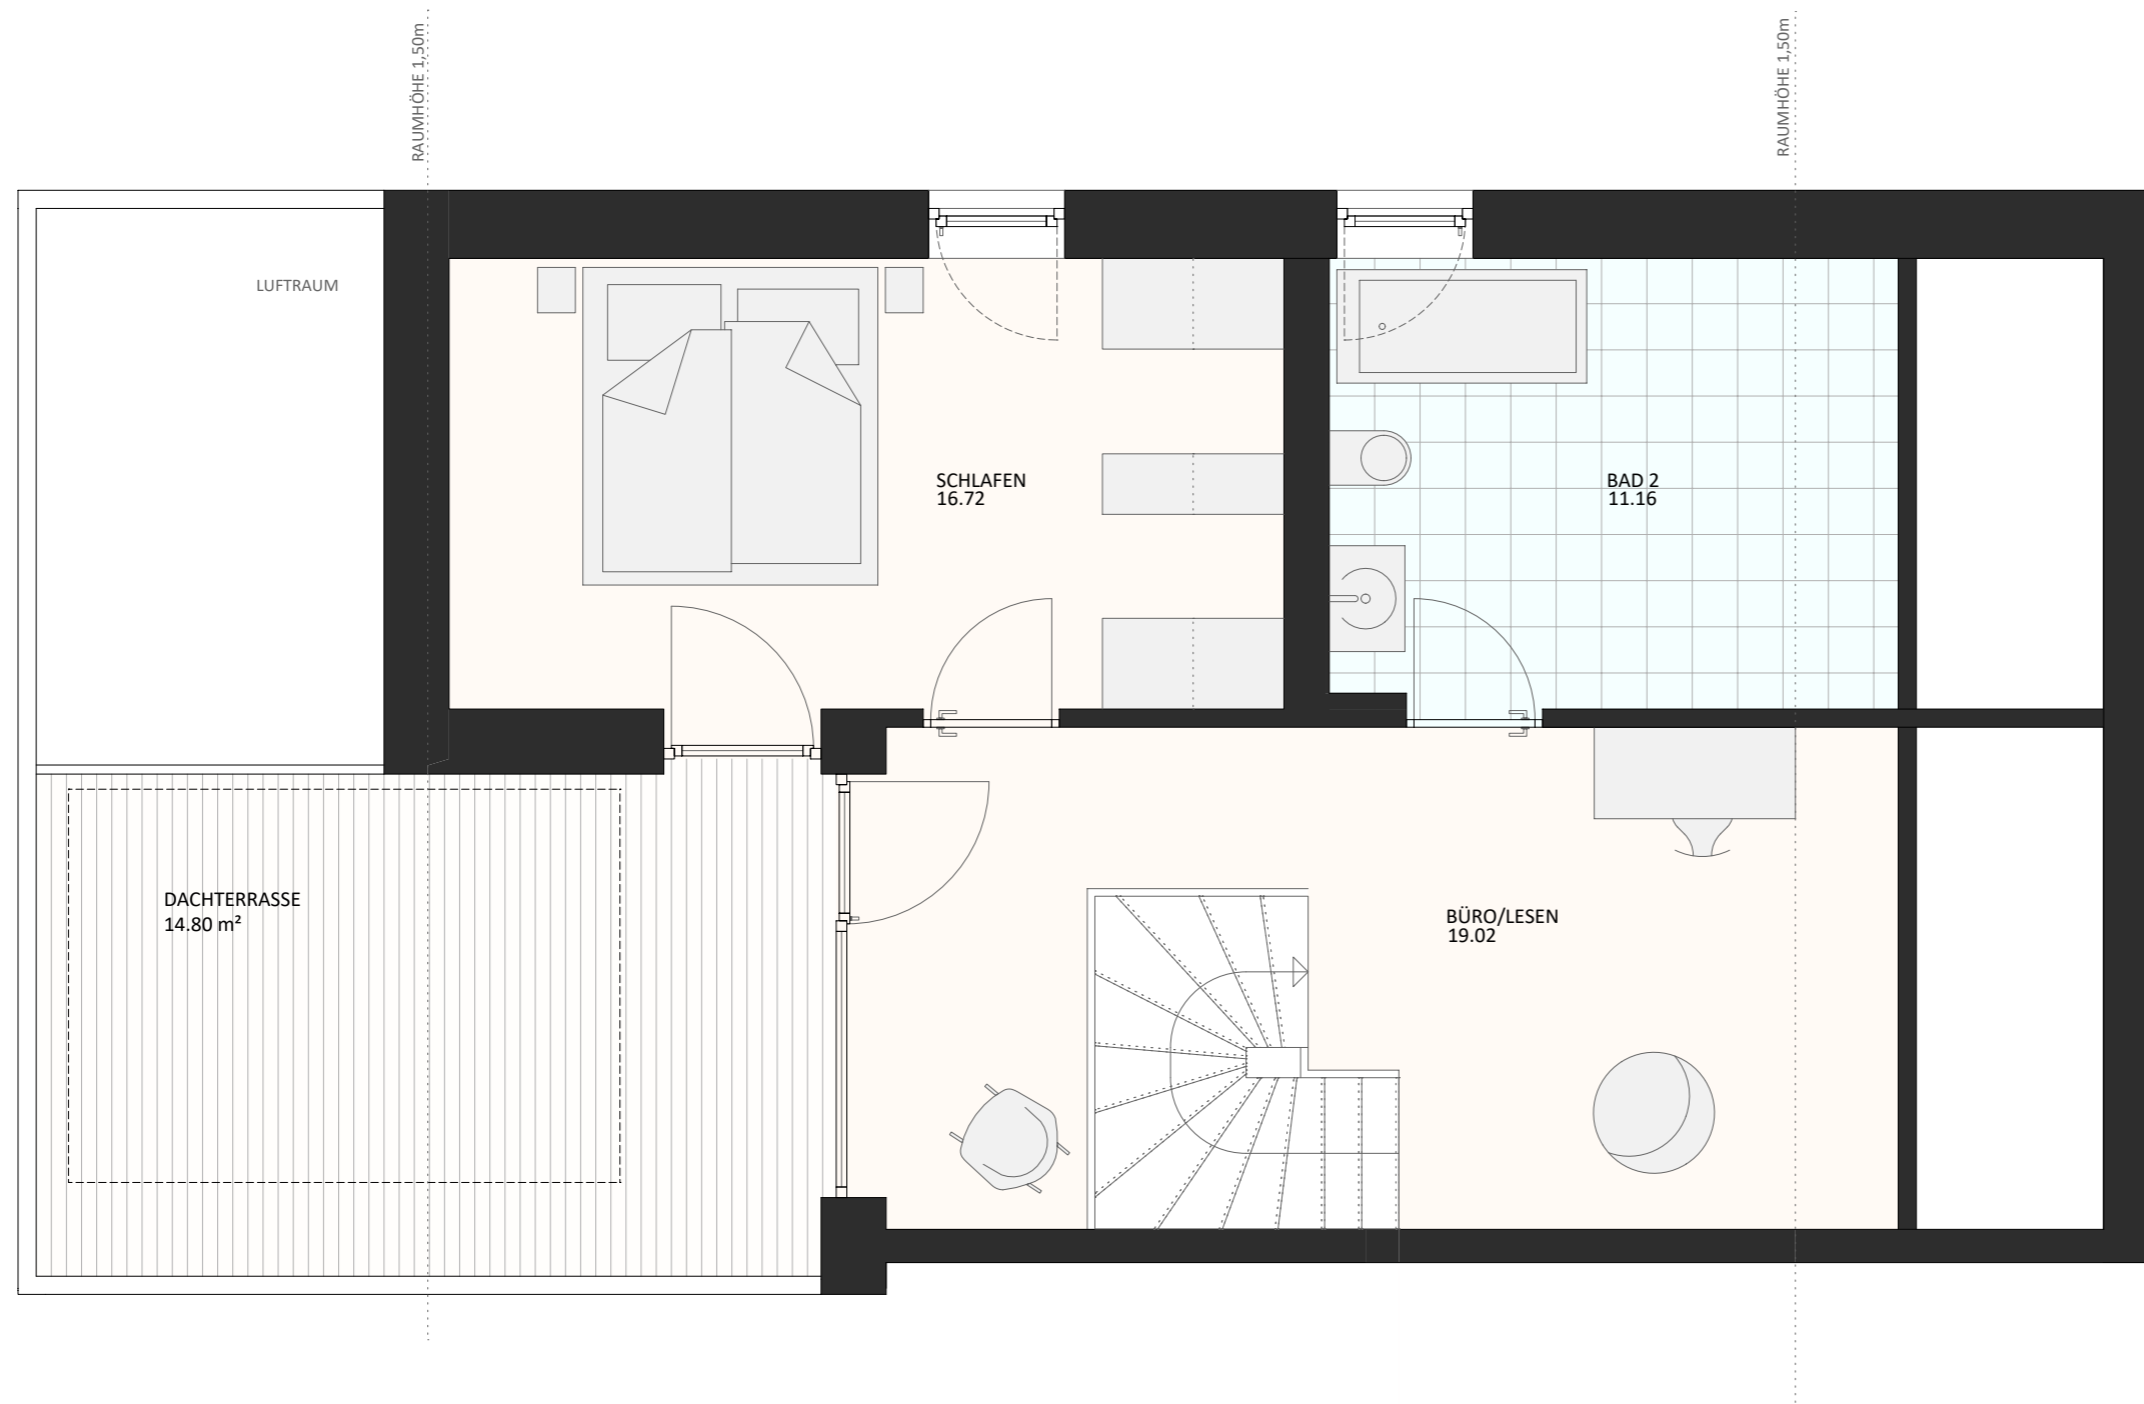 RAUMHÖHE 1,50m
RAUMHÖHE 1,50m
LUFTRAUM
SCHLAFEN
16.72
BAD 2
11.16
DACHTERRASSE
14.80 m²
BÜRO/LESEN
19.02